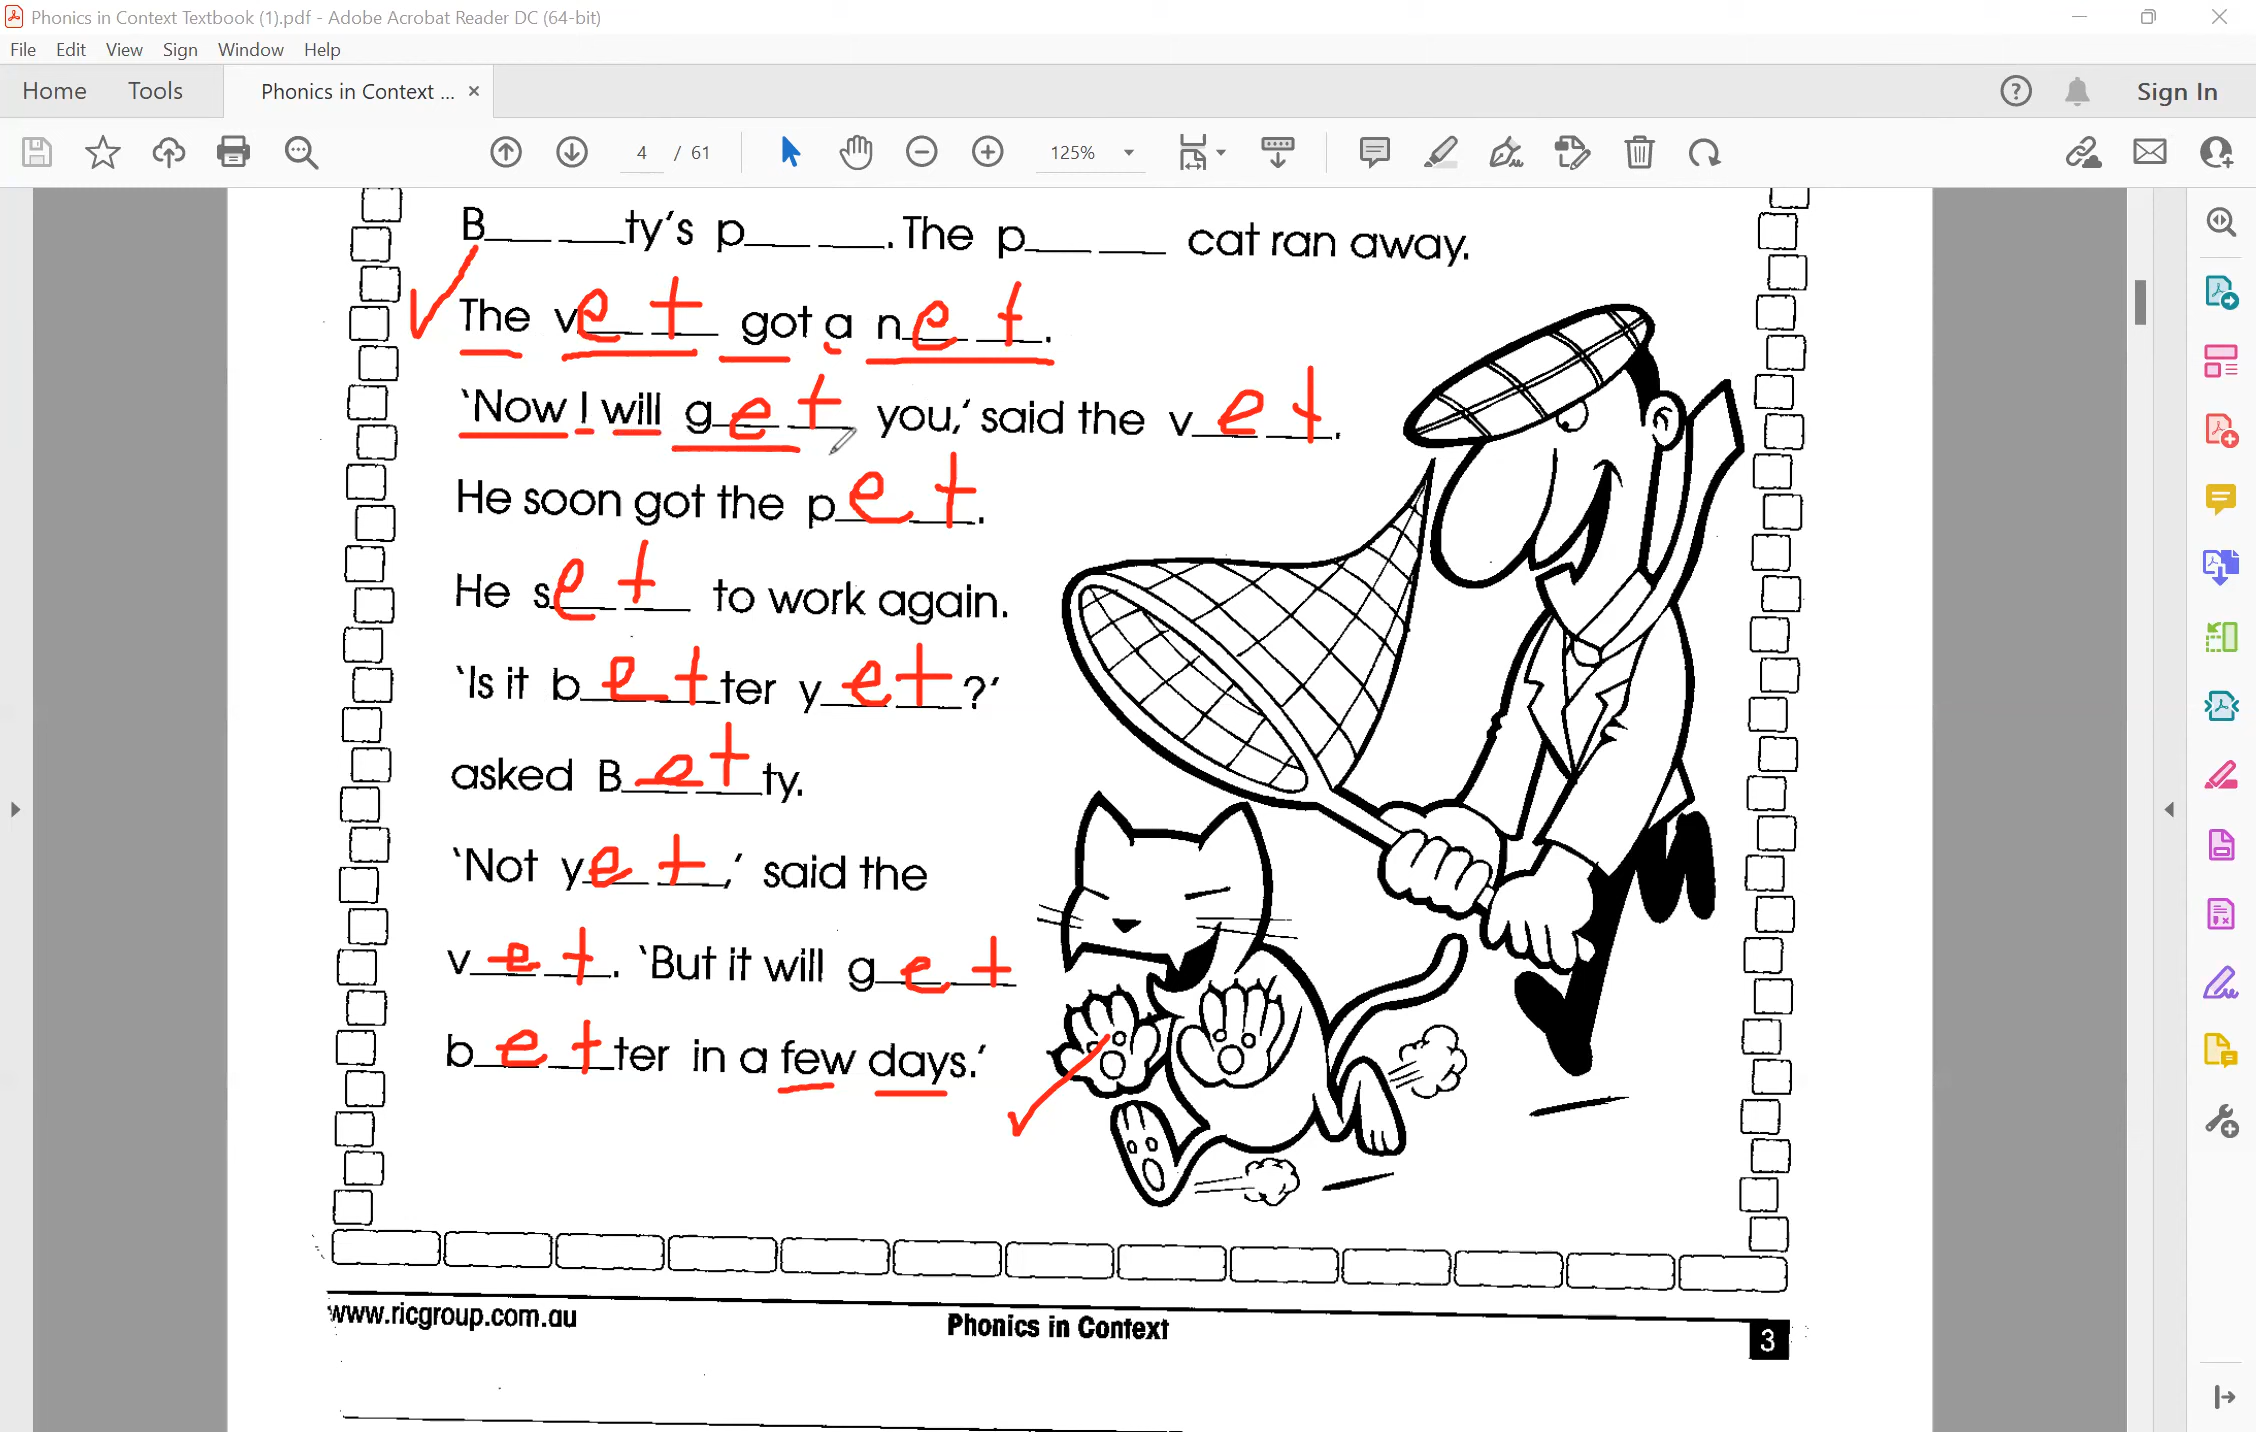 Phonics in Context Textbook (1).pdf - Adobe Acrobat Reader DC (64-bit)
File Edit View Sign Window Help
Home Tools Phonics in Context ... × Sign In
4 / 61 125%
B__ __ty's p__ __. The p__ __ cat ran away.
The vet got a net.
'Now I will get you,' said the vet.
He soon got the pet.
He set to work again.
'Is it better yet?'
asked Betty.
'Not yet,' said the
vet. 'But it will get
better in a few days.'
www.ricgroup.com.au Phonics in Context 3